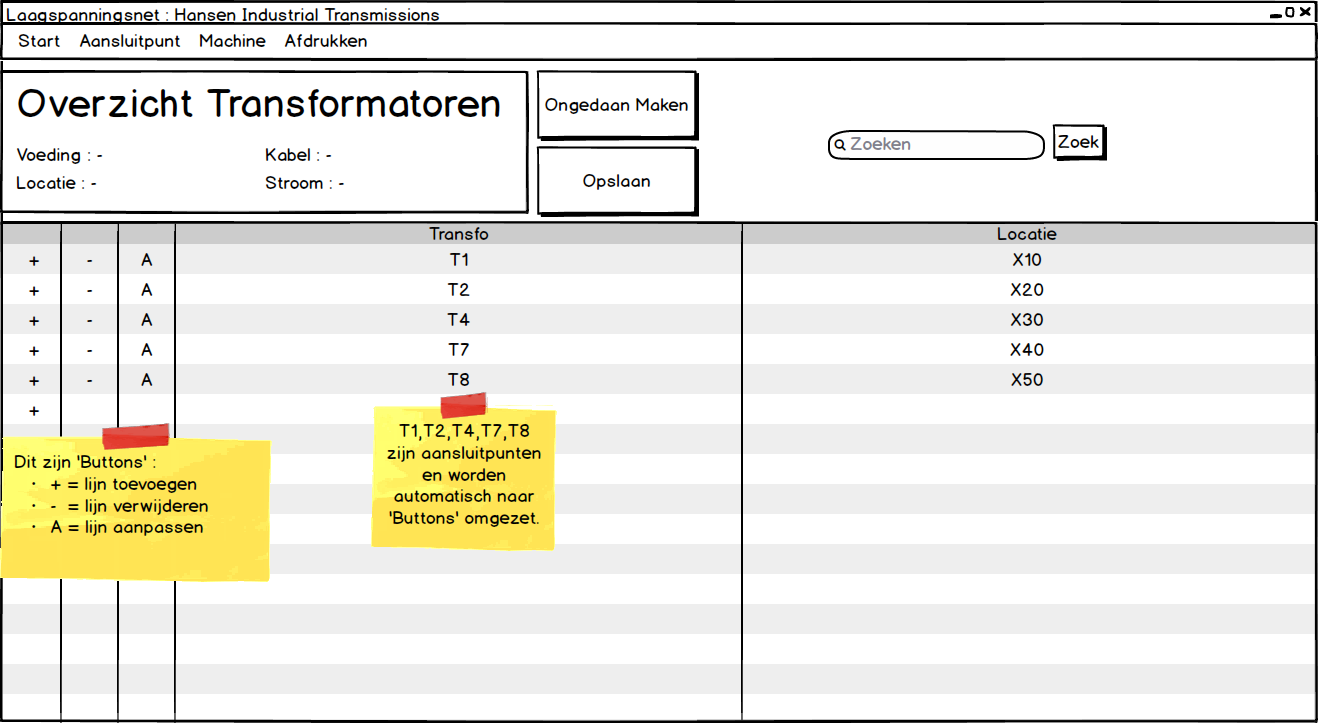 Laagspanningsnet : Hansen Industrial Transmissions
Start Aansluitpunt Machine Afdrukken
Overzicht Transformatoren
Voeding : - Kabel : -
Locatie : - Stroom : -
Ongedaan Maken
Opslaan
Zoeken
Zoek
Transfo Locatie
+ - A T1 X10
+ - A T2 X20
+ - A T4 X30
+ - A T7 X40
+ - A T8 X50
+
Dit zijn 'Buttons' :
· + = lijn toevoegen
· - = lijn verwijderen
· A = lijn aanpassen
T1,T2,T4,T7,T8
zijn aansluitpunten
en worden
automatisch naar
'Buttons' omgezet.